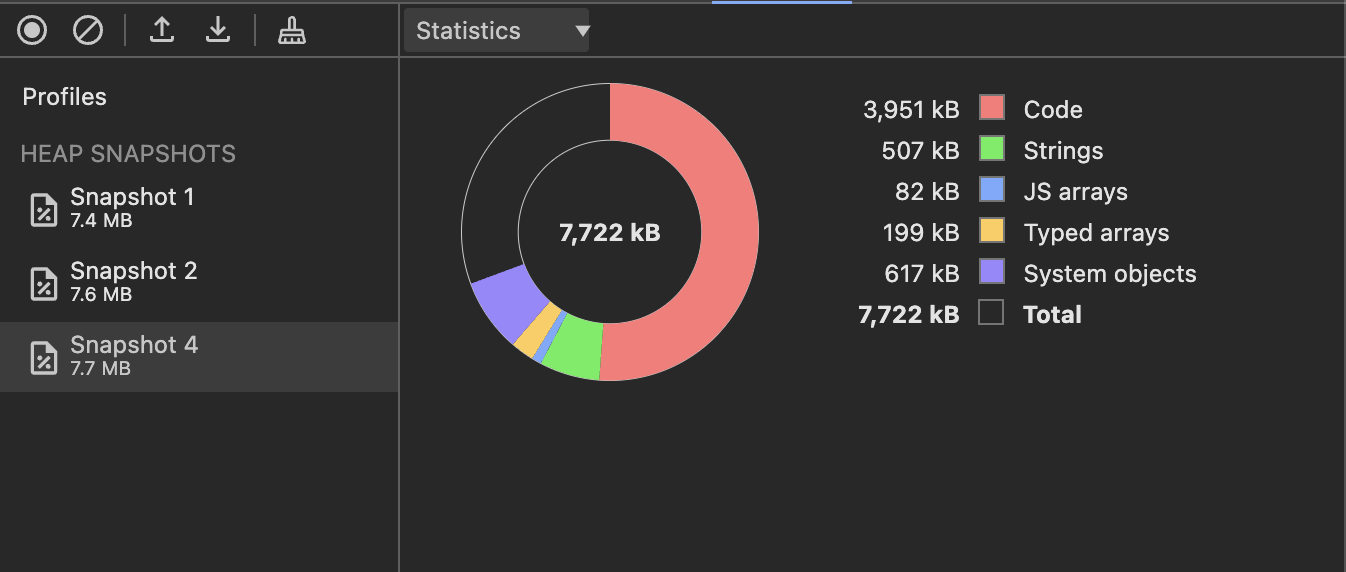 Statistics
Profiles
HEAP SNAPSHOTS
Snapshot 1
7.4 MB
Snapshot 2
7.6 MB
Snapshot 4
7.7 MB
7,722 kB
3,951 kB Code
507 kB Strings
82 kB JS arrays
199 kB Typed arrays
617 kB System objects
7,722 kB Total